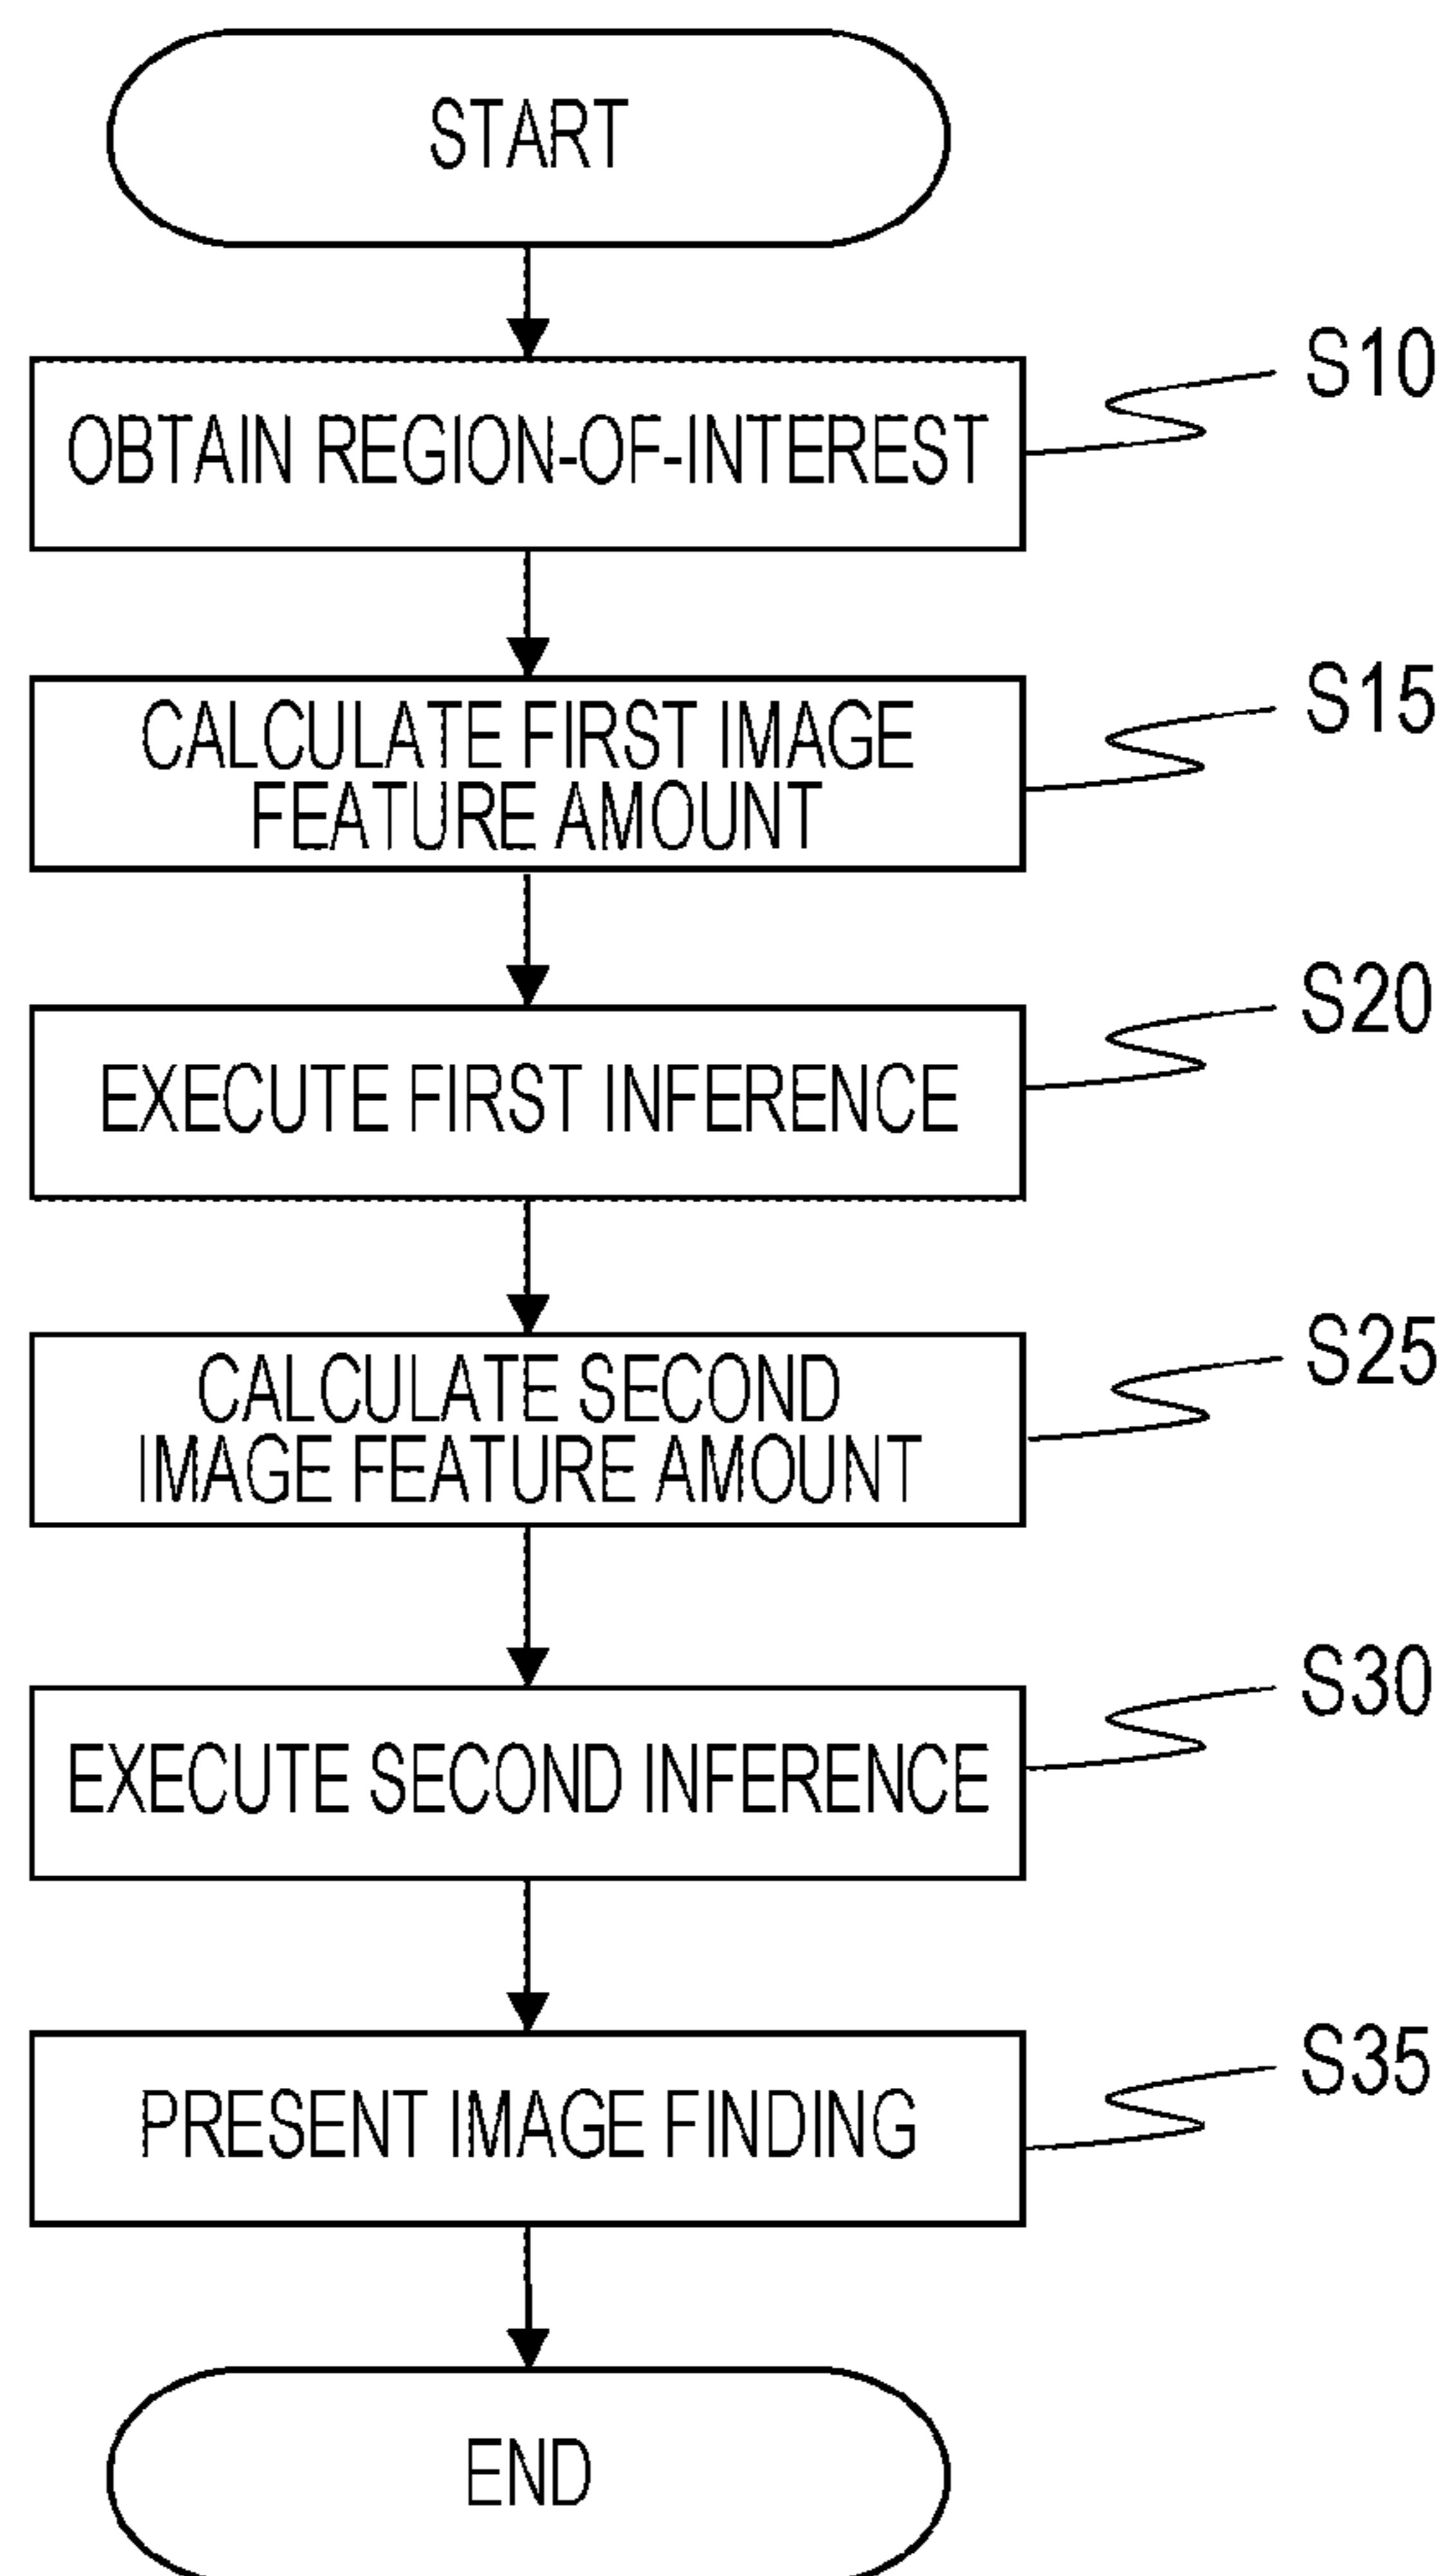 START
OBTAIN REGION-OF-INTEREST
S10
CALCULATE FIRST IMAGE
FEATURE AMOUNT
S15
EXECUTE FIRST INFERENCE
S20
CALCULATE SECOND
IMAGE FEATURE AMOUNT
S25
EXECUTE SECOND INFERENCE
S30
PRESENT IMAGE FINDING
S35
END